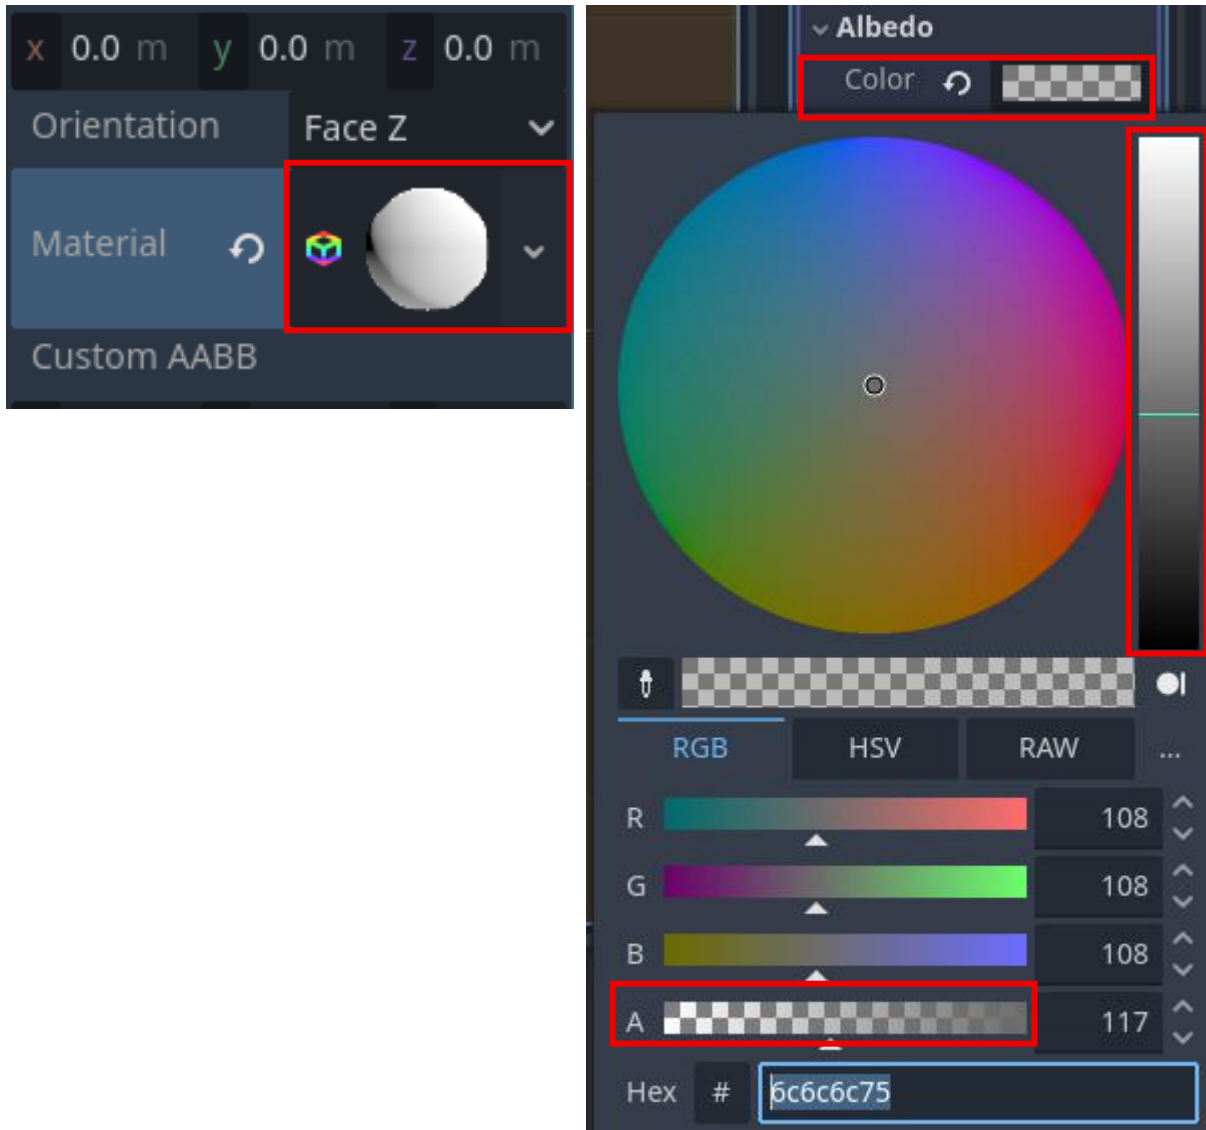 x 0.0 m y 0.0 m z 0.0 m
Orientation Face Z
Material
Custom AABB
Albedo
Color
RGB HSV RAW ...
R 108
G 108
B 108
A 117
Hex # 6c6c6c75